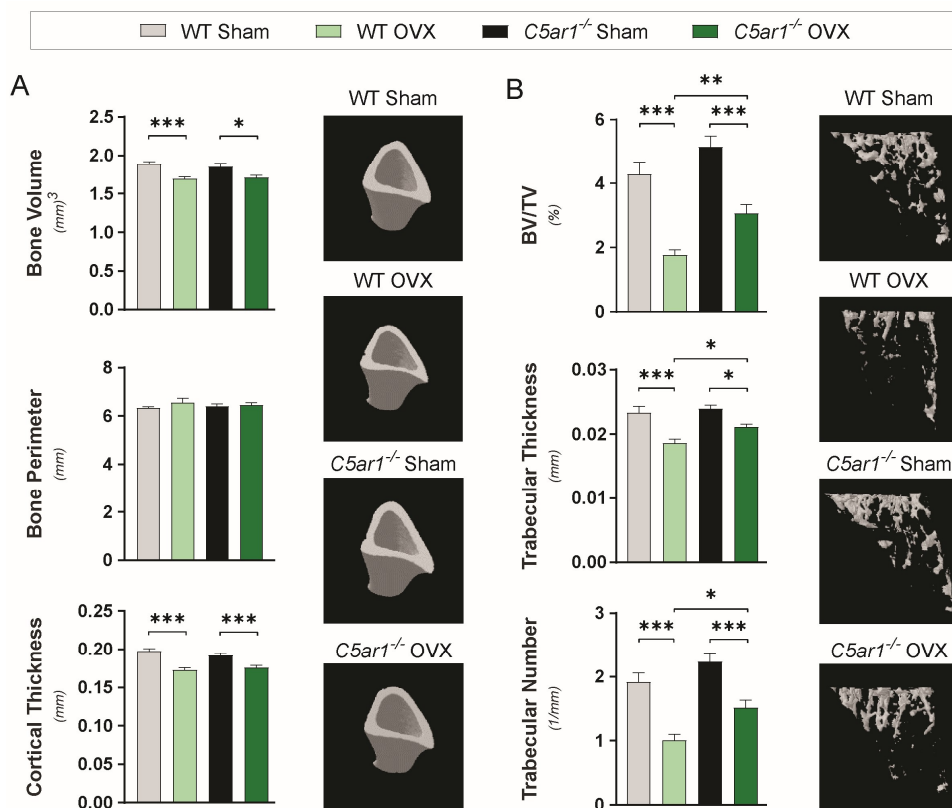 WT Sham WT OVX C5ar1-/- Sham C5ar1-/- OVX
A
Bone Volume
(mm)3
2.5
2.0
1.5
1.0
0.5
0.0
*** *
Bone Perimeter
(mm)
8
6
4
2
0
Cortical Thickness
(mm)
0.25
0.20
0.15
0.10
0.05
0.00
*** ***
WT Sham
WT OVX
C5ar1-/- Sham
C5ar1-/- OVX
B
BV/TV
(%)
6
4
2
0
**
*** ***
Trabecular Thickness
(mm)
0.03
0.02
0.01
0.00
*
*** *
Trabecular Number
(1/mm)
3
2
1
0
*
*** ***
WT Sham
WT OVX
C5ar1-/- Sham
C5ar1-/- OVX